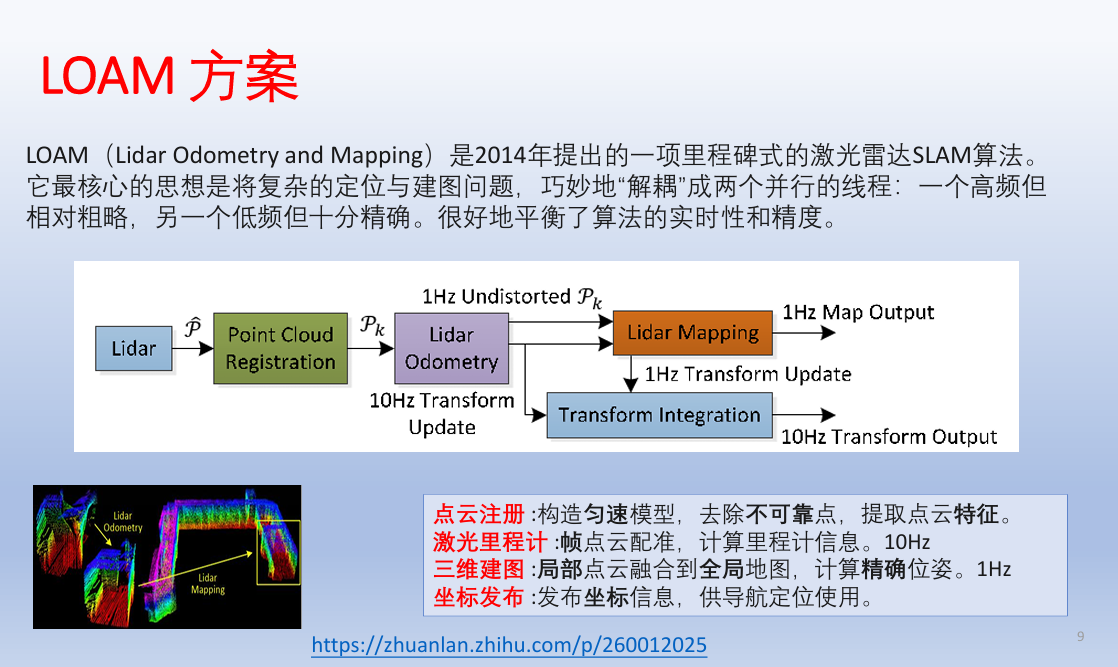 LOAM 方案
LOAM（Lidar Odometry and Mapping）是2014年提出的一项里程碑式的激光雷达SLAM算法。
它最核心的思想是将复杂的定位与建图问题，巧妙地“解耦”成两个并行的线程：一个高频但
相对粗略，另一个低频但十分精确。很好地平衡了算法的实时性和精度。
1Hz Undistorted 𝒫k
Lidar
𝒫̂
Point Cloud
Registration
𝒫k
Lidar
Odometry
Lidar Mapping
1Hz Map Output
10Hz Transform
Update
1Hz Transform Update
Transform Integration
10Hz Transform Output
Lidar
Odometry
Lidar
Mapping
点云注册 :构造匀速模型，去除不可靠点，提取点云特征。
激光里程计 :帧点云配准，计算里程计信息。10Hz
三维建图 :局部点云融合到全局地图，计算精确位姿。1Hz
坐标发布 :发布坐标信息，供导航定位使用。
https://zhuanlan.zhihu.com/p/260012025
9